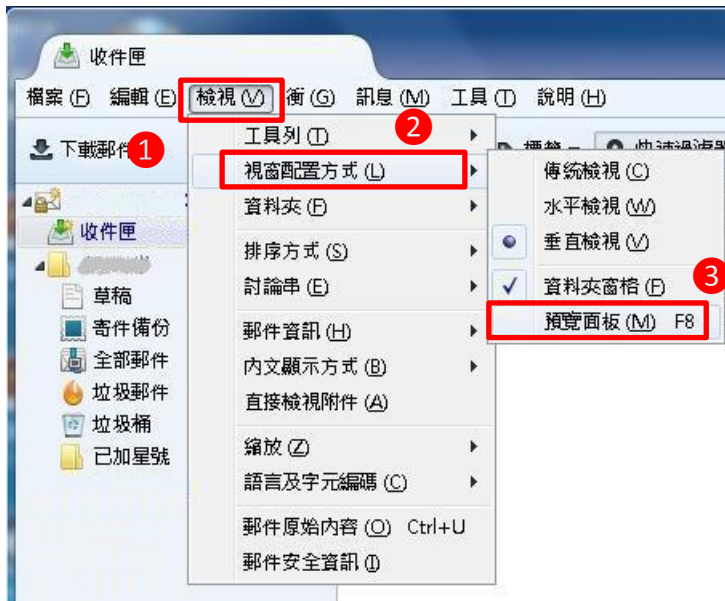 收件匣
檔案 (F) 編輯 (E) 檢視 (V) 衝 (G) 訊息 (M) 工具 (T) 說明 (H)
下載郵件
1
2
3
標籤
快速過濾器
收件匣
草稿
寄件備份
全部郵件
垃圾郵件
垃圾桶
已加星號
工具列 (T)
視窗配置方式 (L)
資料夾 (F)
排序方式 (S)
討論串 (E)
郵件資訊 (H)
內文顯示方式 (B)
直接檢視附件 (A)
縮放 (Z)
語言及字元編碼 (C)
郵件原始內容 (O) Ctrl+U
郵件安全資訊 (I)
傳統檢視 (C)
水平檢視 (W)
垂直檢視 (V)
資料夾窗格 (F)
預覽面板 (M) F8